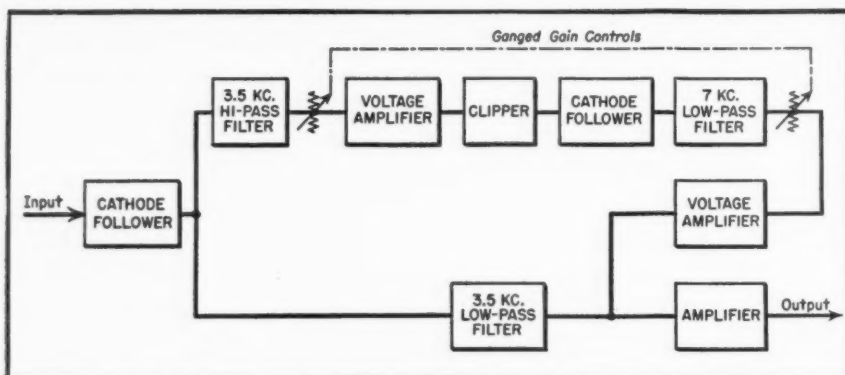 Ganged Gain Controls
3.5 KC.
HI-PASS
FILTER
VOLTAGE
AMPLIFIER
CLIPPER
CATHODE
FOLLOWER
7 KC.
LOW-PASS
FILTER
Input
CATHODE
FOLLOWER
VOLTAGE
AMPLIFIER
3.5 KC.
LOW-PASS
FILTER
AMPLIFIER
Output